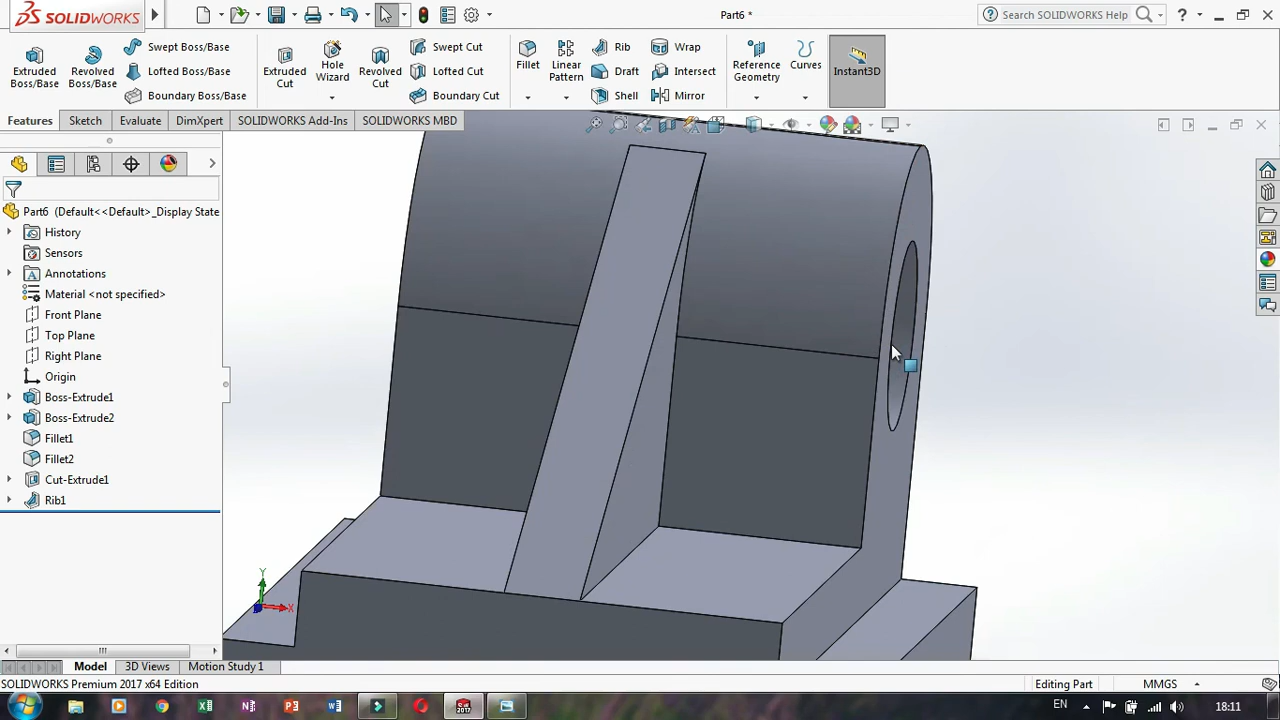 SOLIDWORKS
Part6 *
Search SOLIDWORKS Help
Extruded Boss/Base
Revolved Boss/Base
Swept Boss/Base
Lofted Boss/Base
Boundary Boss/Base
Extruded Cut
Hole Wizard
Revolved Cut
Swept Cut
Lofted Cut
Boundary Cut
Fillet
Linear Pattern
Rib
Draft
Shell
Wrap
Intersect
Mirror
Reference Geometry
Curves
Instant3D
Features
Sketch
Evaluate
DimXpert
SOLIDWORKS Add-Ins
SOLIDWORKS MBD
Part6 (Default<<Default>_Display State
History
Sensors
Annotations
Material <not specified>
Front Plane
Top Plane
Right Plane
Origin
Boss-Extrude1
Boss-Extrude2
Fillet1
Fillet2
Cut-Extrude1
Rib1
Y
X
Model
3D Views
Motion Study 1
SOLIDWORKS Premium 2017 x64 Edition
Editing Part
MMGS
EN
18:11